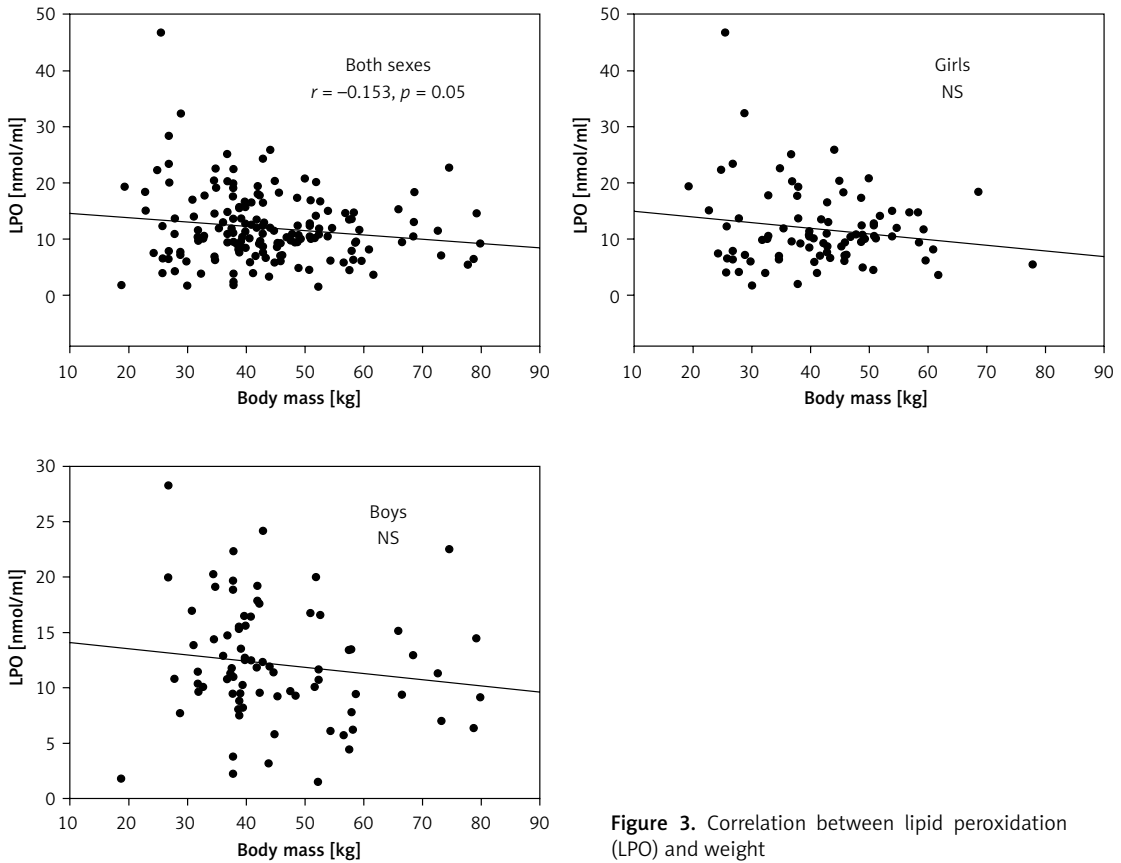 50
40
30
20
10
0
LPO [nmol/ml]
Both sexes
r = –0.153, p = 0.05
10 20 30 40 50 60 70 80 90
Body mass [kg]
50
40
30
20
10
0
LPO [nmol/ml]
Girls
NS
10 20 30 40 50 60 70 80 90
Body mass [kg]
30
25
20
15
10
5
0
LPO [nmol/ml]
Boys
NS
10 20 30 40 50 60 70 80 90
Body mass [kg]
Figure 3. Correlation between lipid peroxidation
(LPO) and weight